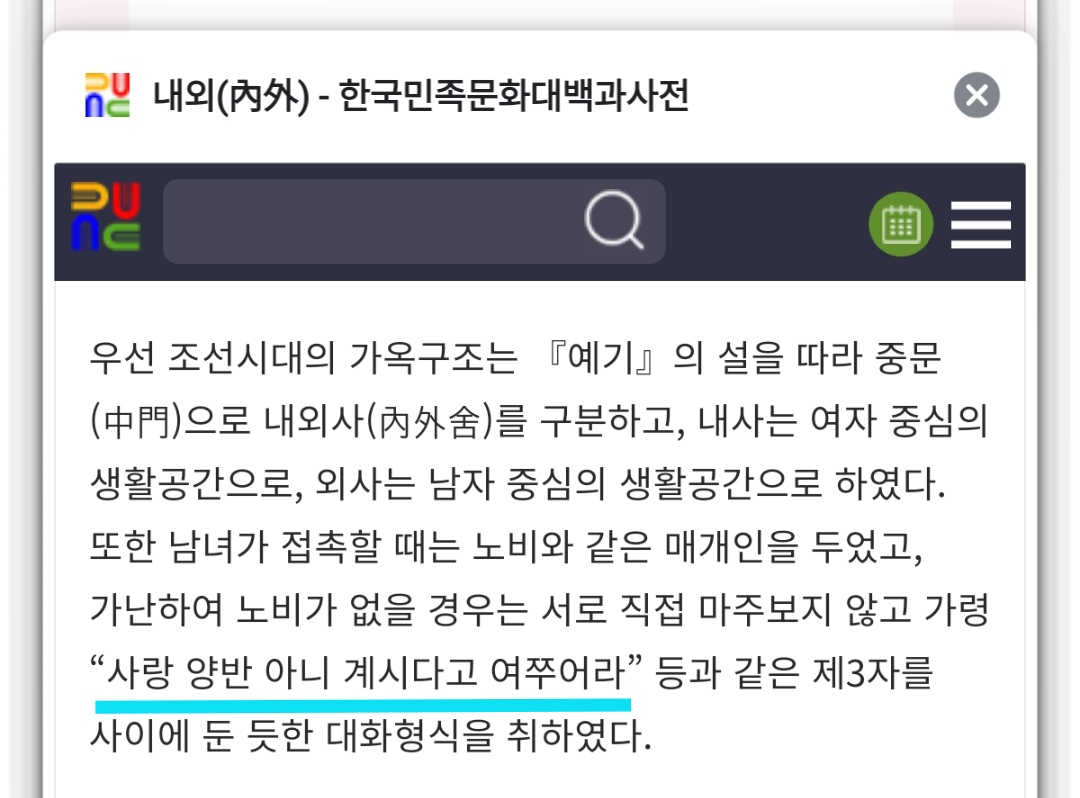 내외(內外) - 한국민족문화대백과사전
우선 조선시대의 가옥구조는 『예기』의 설을 따라 중문
(中門)으로 내외사(內外舍)를 구분하고, 내사는 여자 중심의
생활공간으로, 외사는 남자 중심의 생활공간으로 하였다.
또한 남녀가 접촉할 때는 노비와 같은 매개인을 두었고,
가난하여 노비가 없을 경우는 서로 직접 마주보지 않고 가령
“사랑 양반 아니 계시다고 여쭈어라” 등과 같은 제3자를
사이에 둔 듯한 대화형식을 취하였다.